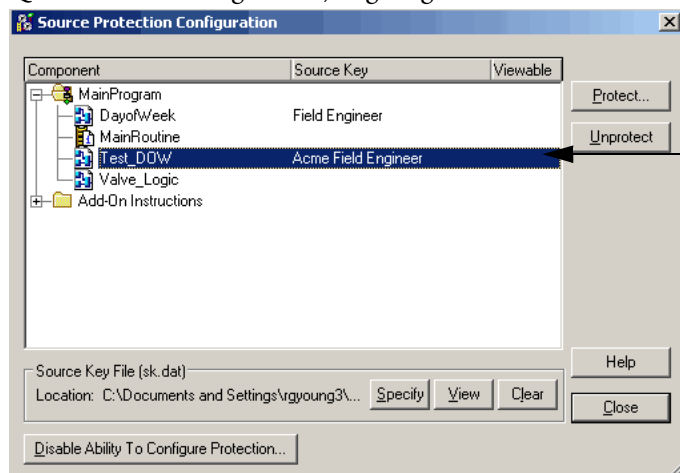 Source Protection Configuration
Component Source Key Viewable
MainProgram
DayofWeek Field Engineer
MainRoutine
Test_DOW Acme Field Engineer
Valve_Logic
Add-On Instructions
Protect...
Unprotect
Source Key File (sk.dat)
Location: C:\Documents and Settings\rgyoung3\... Specify View Clear
Help
Close
Disable Ability To Configure Protection...